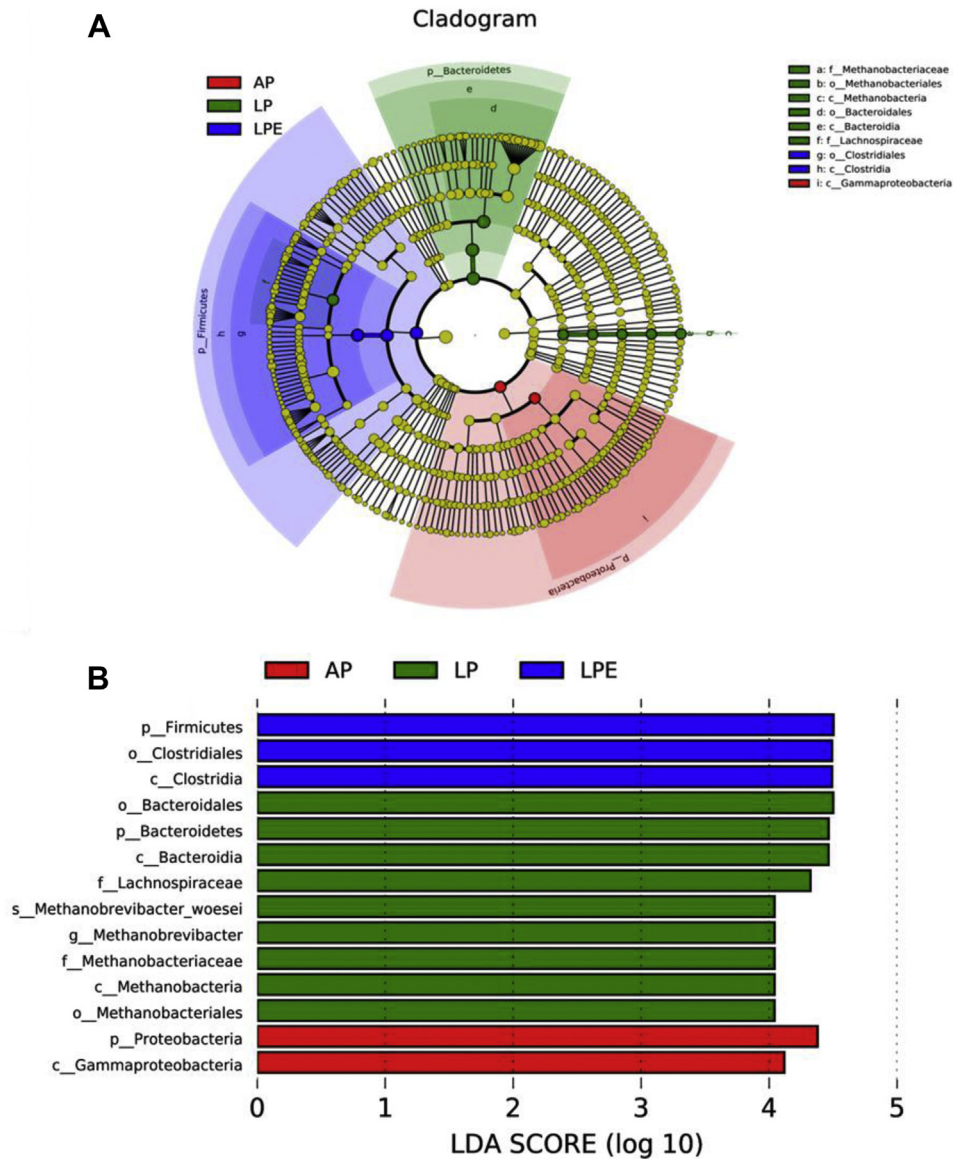 A
Cladogram
AP
LP
LPE
p__Bacteroidetes
e
d
a: f__Methanobacteriaceae
b: o__Methanobacteriales
c: c__Methanobacteria
d: o__Bacteroidales
e: c__Bacteroidia
f: f__Lachnospiraceae
g: o__Clostridiales
h: c__Clostridia
i: c__Gammaproteobacteria
p__Firmicutes
h
g
f
a
b
c
i
p__Proteobacteria
B
AP
LP
LPE
p__Firmicutes
o__Clostridiales
c__Clostridia
o__Bacteroidales
p__Bacteroidetes
c__Bacteroidia
f__Lachnospiraceae
s__Methanobrevibacter_woesei
g__Methanobrevibacter
f__Methanobacteriaceae
c__Methanobacteria
o__Methanobacteriales
p__Proteobacteria
c__Gammaproteobacteria
0 1 2 3 4 5
LDA SCORE (log 10)